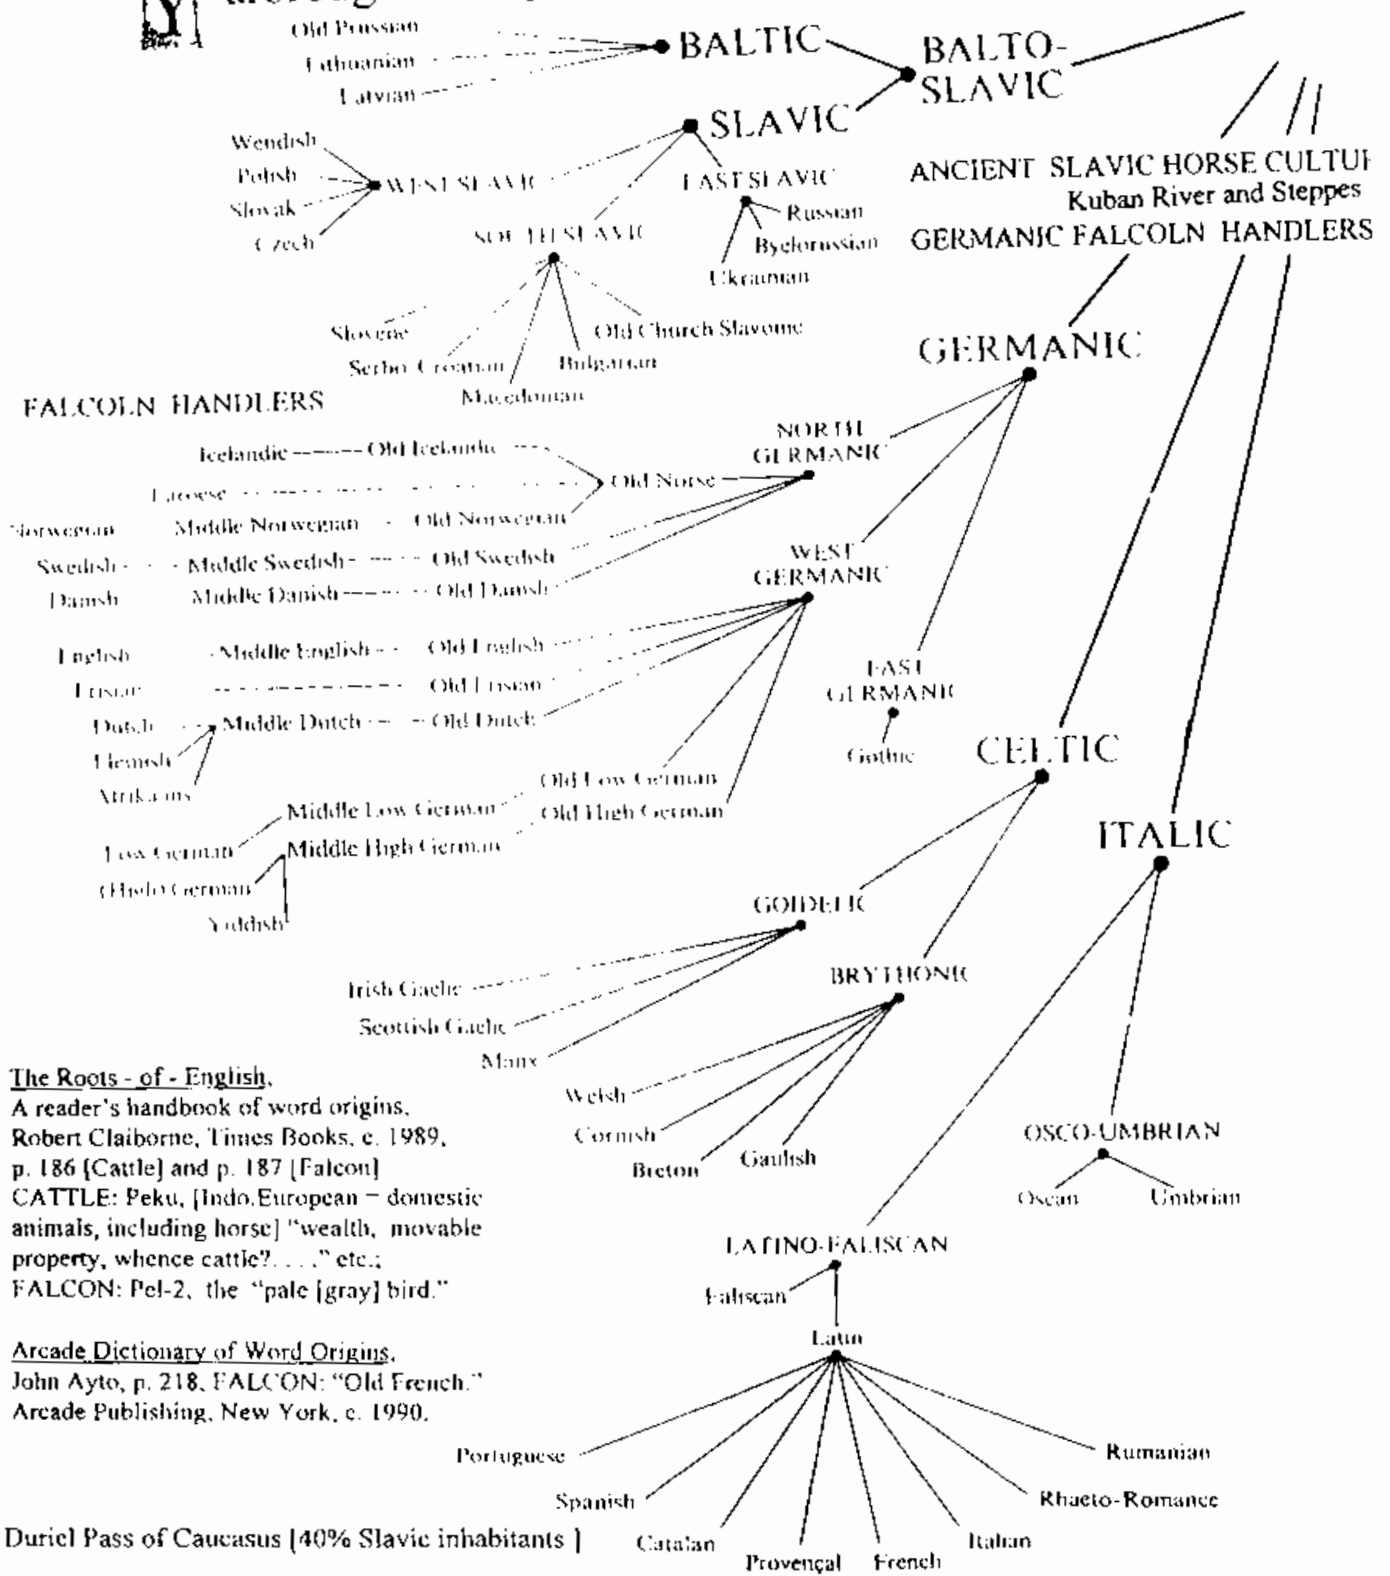 Old Prussian
Lithuanian
Latvian
BALTIC
BALTO-
SLAVIC
SLAVIC
Wendish
Polish
Slovak
Czech
WEST SLAVIC
EAST SLAVIC
Russian
Byelorussian
Ukrainian
SOUTH SLAVIC
Slovene
Serbo-Croatian
Macedonian
Bulgarian
Old Church Slavonic
ANCIENT SLAVIC HORSE CULTU
Kuban River and Steppes
GERMANIC FALCOLN HANDLERS
GERMANIC
FALCOLN HANDLERS
NORTH
GERMANIC
Icelandic Old Icelandic
Faroese Old Norse
Norwegian Middle Norwegian Old Norwegian
Swedish Middle Swedish Old Swedish
Danish Middle Danish Old Danish
WEST
GERMANIC
English Middle English Old English
Frisian Old Frisian
Dutch Middle Dutch Old Dutch
Flemish
Afrikaans
EAST
GERMANIC
Gothic
Old Low German
Middle Low German Old High German
Low German Middle High German
(High) German
Yiddish
CELTIC
ITALIC
GOIDELIC
Irish Gaelic
Scottish Gaelic
Manx
BRYTHONIC
Welsh
Cornish
Breton
Gaulish
OSCO-UMBRIAN
Oscan Umbrian
LATINO-FALISCAN
Faliscan
Latin
Portuguese
Spanish
Catalan
Provençal
French
Italian
Rhaeto-Romance
Rumanian
The Roots - of - English,
A reader's handbook of word origins,
Robert Claiborne, Times Books, c. 1989,
p. 186 [Cattle] and p. 187 [Falcon]
CATTLE: Peku, [Indo.European – domestic
animals, including horse] "wealth, movable
property, whence cattle?. . . ." etc.;
FALCON: Pel-2, the "pale [gray] bird."
Arcade Dictionary of Word Origins,
John Ayto, p. 218, FALCON: "Old French."
Arcade Publishing, New York, c. 1990.
Duriel Pass of Caucasus [40% Slavic inhabitants ]